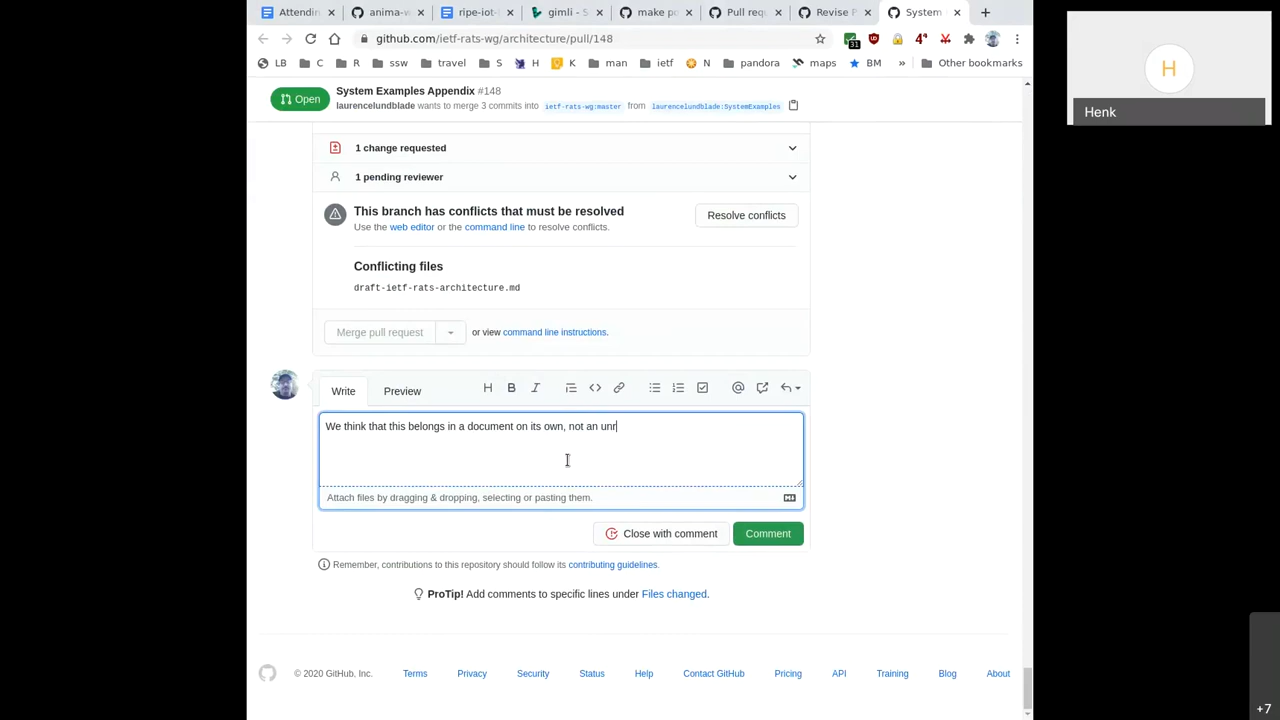 Attendin
anima-w
ripe-iot-
gimli - S
make po
Pull req
Revise P
System
github.com/ietf-rats-wg/architecture/pull/148
31
LB
C
R
ssw
travel
S
H
K
man
ietf
N
pandora
maps
BM
»
Other bookmarks
Open
System Examples Appendix #148
laurencelundblade wants to merge 3 commits into ietf-rats-wg:master from laurencelundblade:SystemExamples
1 change requested
1 pending reviewer
This branch has conflicts that must be resolved
Resolve conflicts
Use the web editor or the command line to resolve conflicts.
Conflicting files
draft-ietf-rats-architecture.md
Merge pull request
or view command line instructions.
Write
Preview
We think that this belongs in a document on its own, not an unr
Attach files by dragging & dropping, selecting or pasting them.
Close with comment
Comment
Remember, contributions to this repository should follow its contributing guidelines.
ProTip! Add comments to specific lines under Files changed.
© 2020 GitHub, Inc.
Terms
Privacy
Security
Status
Help
Contact GitHub
Pricing
API
Training
Blog
About
H
Henk
+7